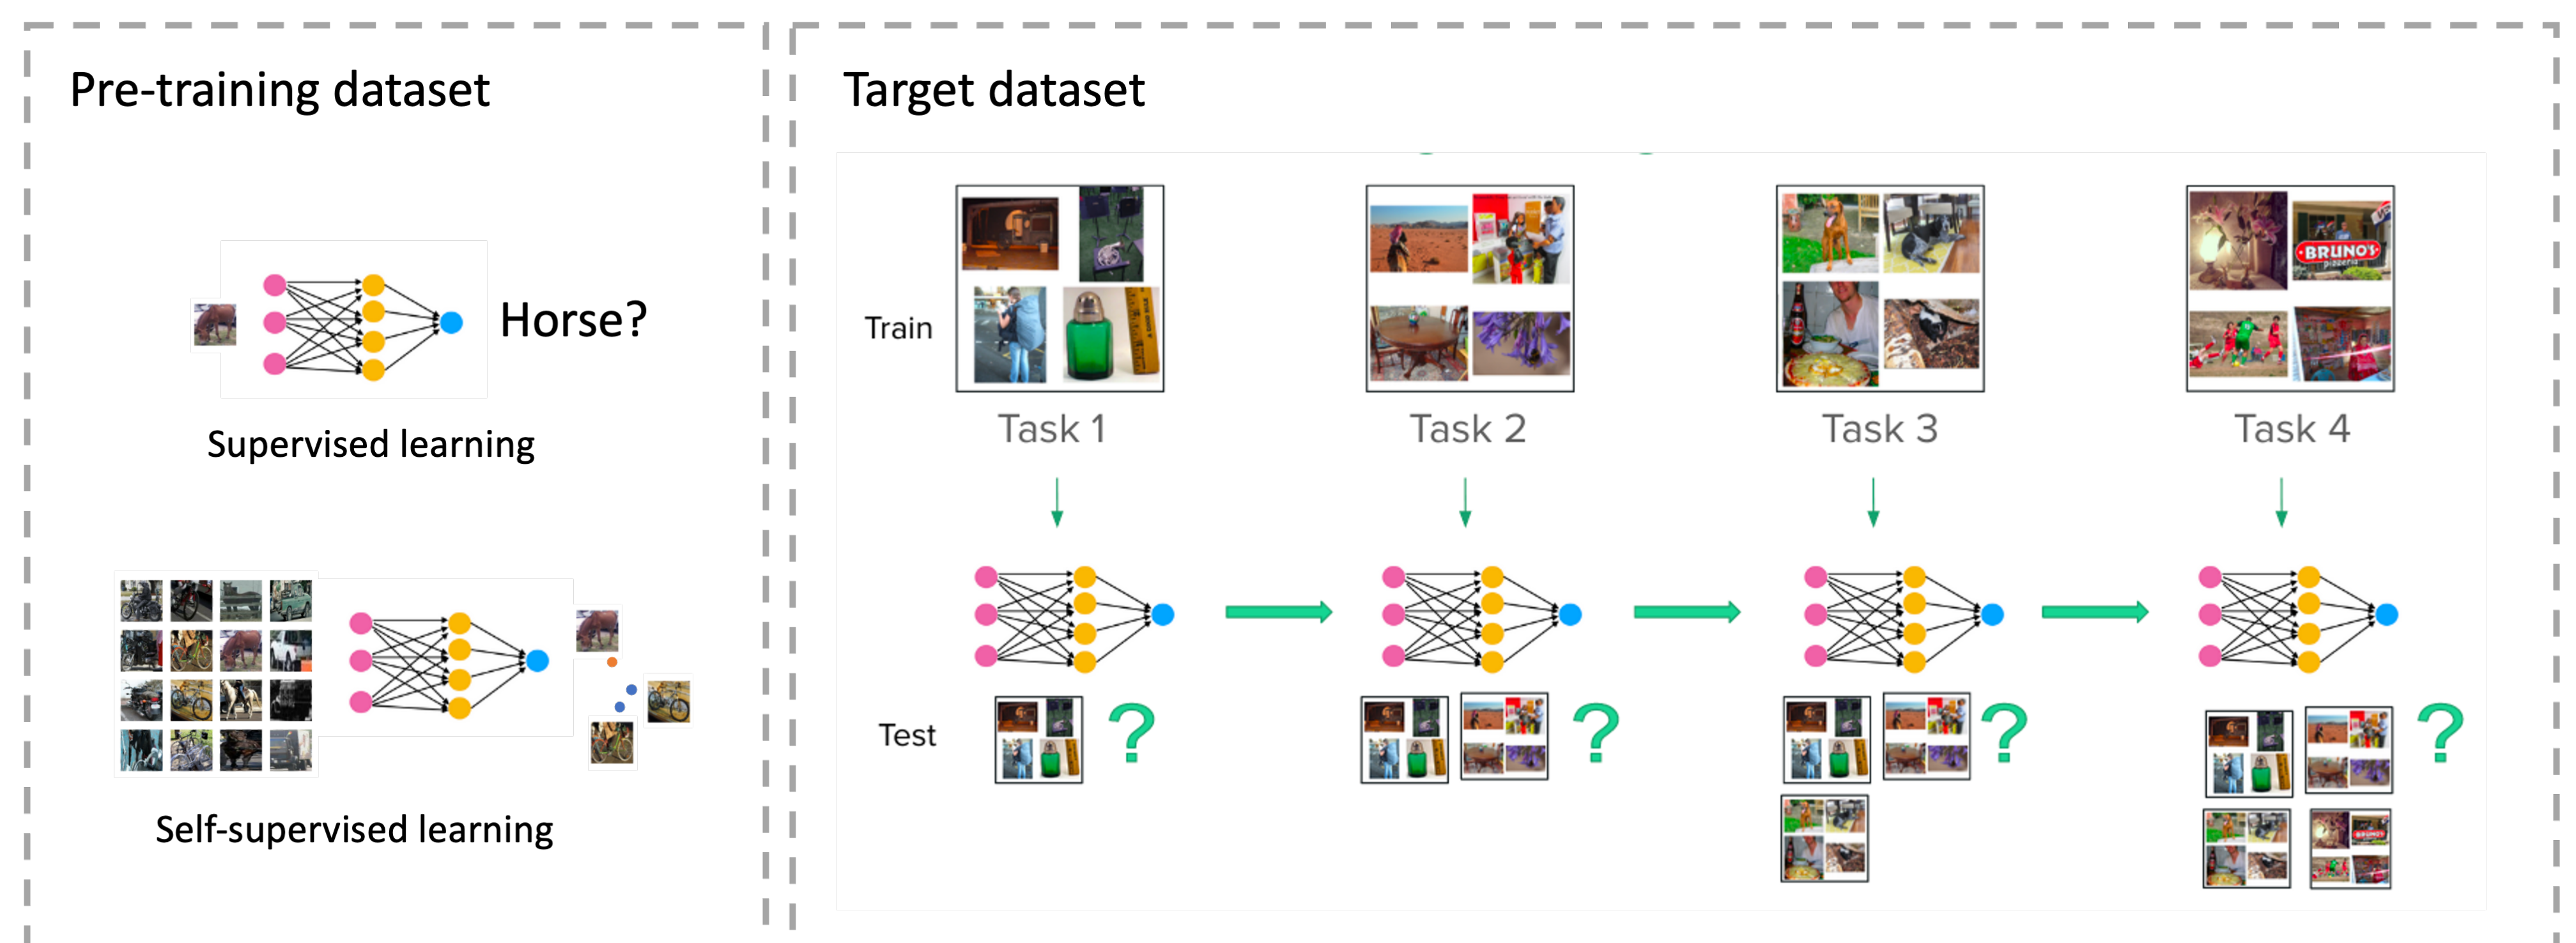 Pre-training dataset
Horse?
Supervised learning
Self-supervised learning
Target dataset
Train
BRUNO'S
pizzeria
Task 1
Task 2
Task 3
Task 4
Test
?
?
?
?